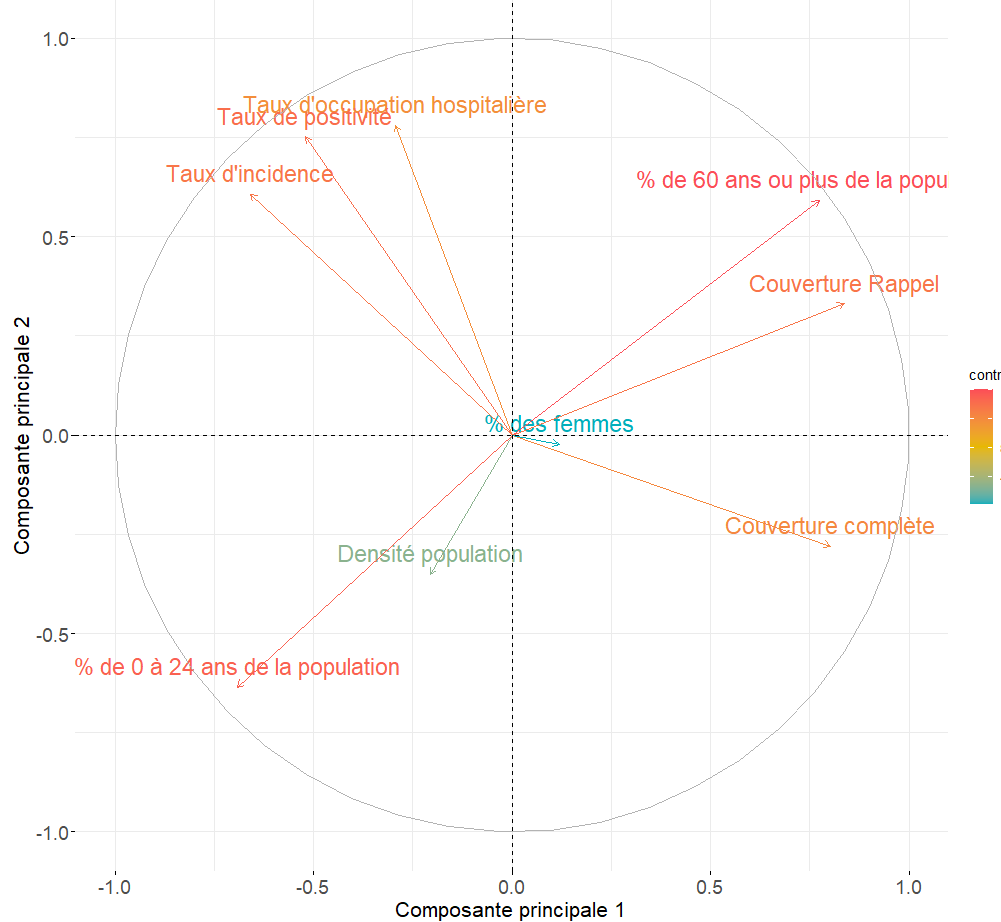 1.0
Taux d'occupation hospitalière
Taux de positivité
Taux d'incidence
% de 60 ans ou plus de la popu
0.5
Couverture Rappel
contr
% des femmes
0.0
Couverture complète
Densité population
-0.5
% de 0 à 24 ans de la population
-1.0
Composante principale 2
-1.0 -0.5 0.0 0.5 1.0
Composante principale 1